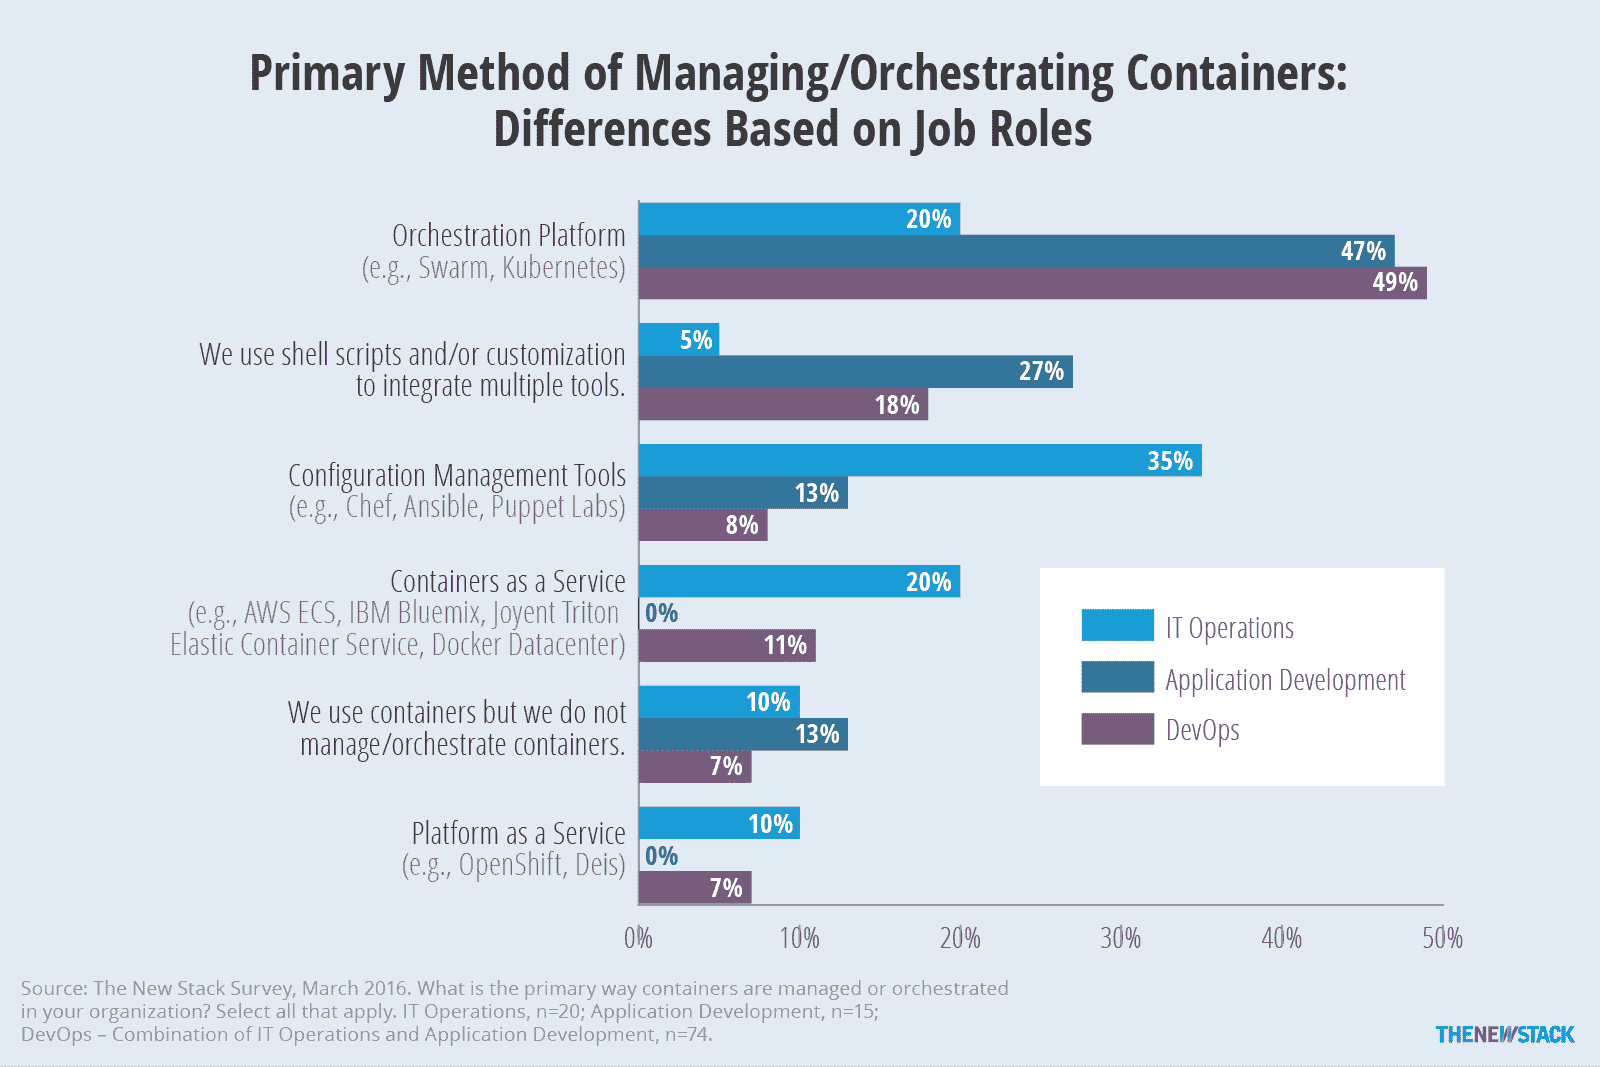 Primary Method of Managing/Orchestrating Containers:
Differences Based on Job Roles
Orchestration Platform
(e.g., Swarm, Kubernetes)
20%
47%
49%
We use shell scripts and/or customization
to integrate multiple tools.
5%
27%
18%
Configuration Management Tools
(e.g., Chef, Ansible, Puppet Labs)
35%
13%
8%
Containers as a Service
(e.g., AWS ECS, IBM Bluemix, Joyent Triton
Elastic Container Service, Docker Datacenter)
20%
0%
11%
We use containers but we do not
manage/orchestrate containers.
10%
13%
7%
Platform as a Service
(e.g., OpenShift, Deis)
10%
0%
7%
IT Operations
Application Development
DevOps
0% 10% 20% 30% 40% 50%
Source: The New Stack Survey, March 2016. What is the primary way containers are managed or orchestrated
in your organization? Select all that apply. IT Operations, n=20; Application Development, n=15;
DevOps – Combination of IT Operations and Application Development, n=74.
THENEWSTACK